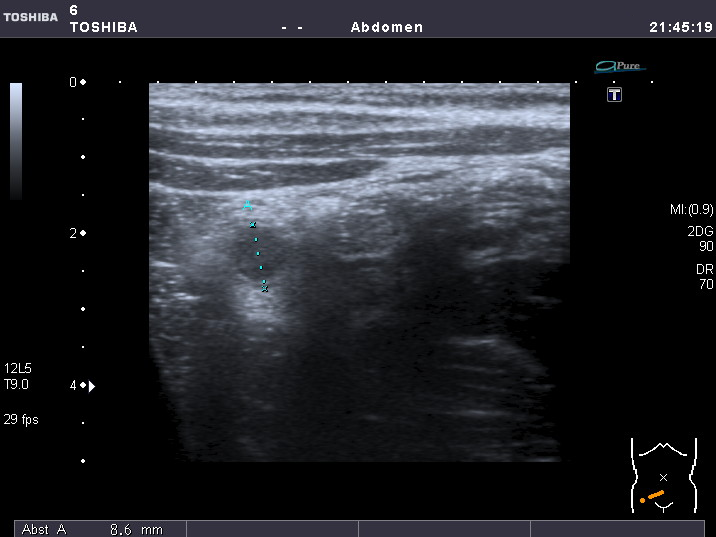 TOSHIBA
6
TOSHIBA - - Abdomen 21:45:19
0
Pure
T
MI:(0.9)
2
2DG
90
DR
70
12L5
T9.0
4
29 fps
Abst A 8.6 mm